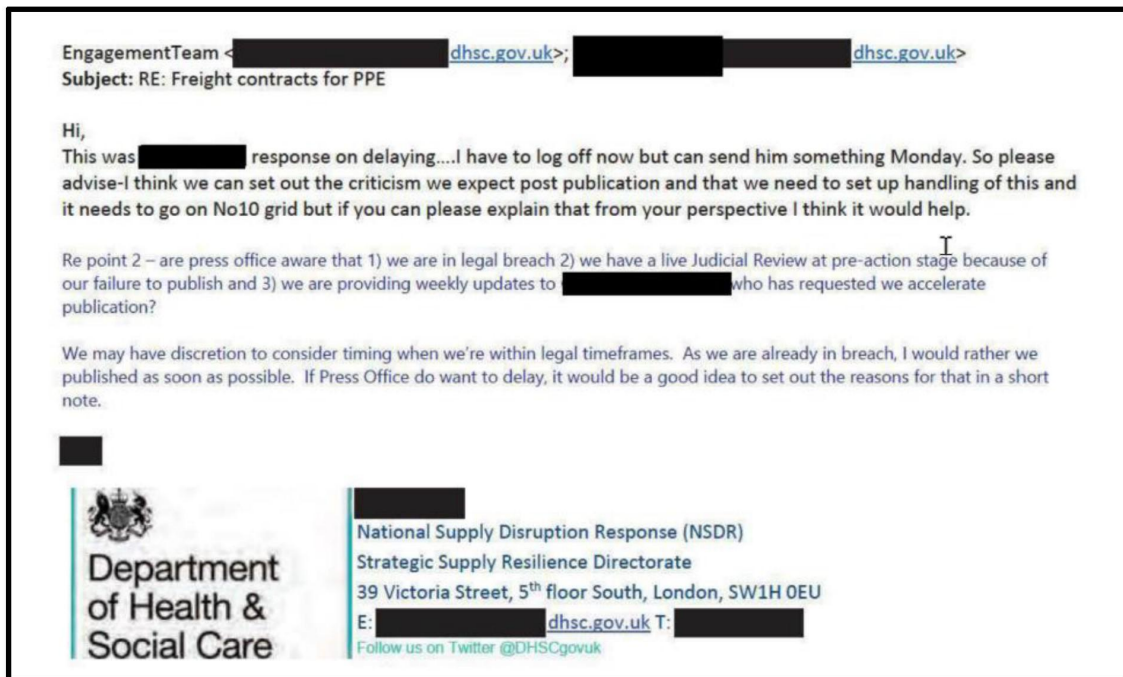 EngagementTeam < dhsc.gov.uk>; dhsc.gov.uk>
Subject: RE: Freight contracts for PPE
Hi,
This was response on delaying....I have to log off now but can send him something Monday. So please
advise-I think we can set out the criticism we expect post publication and that we need to set up handling of this and
it needs to go on No10 grid but if you can please explain that from your perspective I think it would help.
Re point 2 – are press office aware that 1) we are in legal breach 2) we have a live Judicial Review at pre-action stage because of
our failure to publish and 3) we are providing weekly updates to who has requested we accelerate
publication?
We may have discretion to consider timing when we're within legal timeframes. As we are already in breach, I would rather we
published as soon as possible. If Press Office do want to delay, it would be a good idea to set out the reasons for that in a short
note.
Department
of Health &
Social Care
National Supply Disruption Response (NSDR)
Strategic Supply Resilience Directorate
39 Victoria Street, 5th floor South, London, SW1H 0EU
E: dhsc.gov.uk T:
Follow us on Twitter @DHSCgovuk